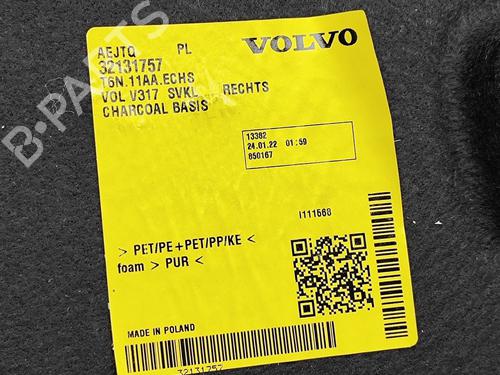 AEJTQ PL VOLVO
32131757
T6N.11AA.ECHS
VOL V317 SVKL RECHTS
CHARCOAL BASIS
13382
24.01.22 01:59
850167
I111668
> PET/PE+PET/PP/KE <
foam > PUR <
MADE IN POLAND
32131757
B-PARTS